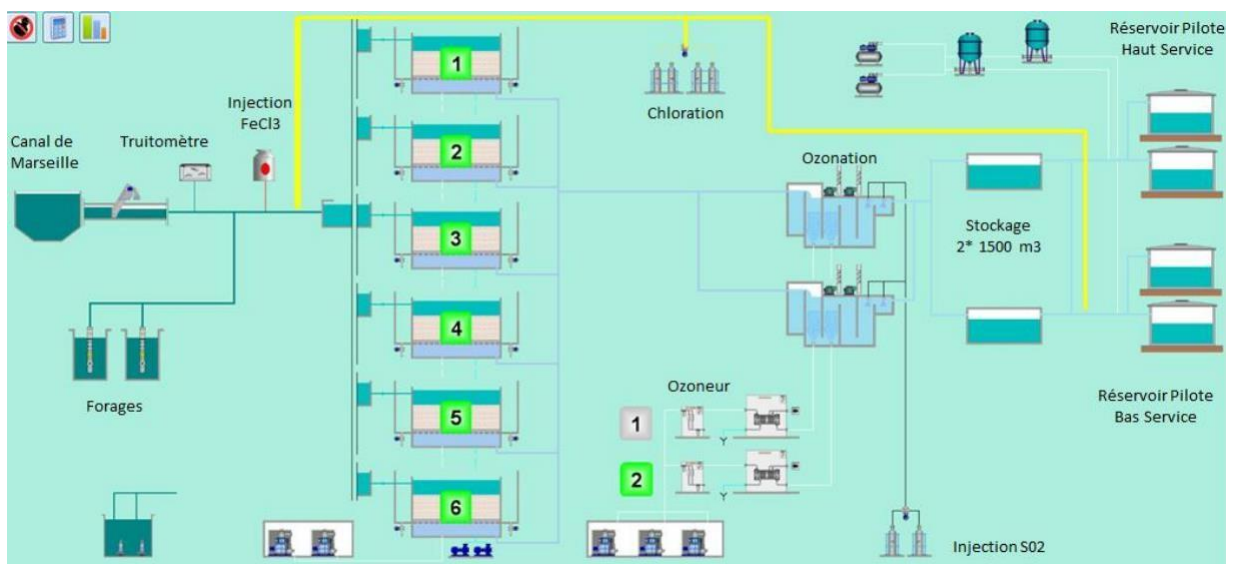 Réservoir Pilote
Haut Service
Injection
FeCl3
Chloration
Canal de
Marseille
Truitomètre
Ozonation
Stockage
2* 1500 m3
Forages
Ozoneur
Réservoir Pilote
Bas Service
Injection S02
1
2
3
4
5
6
1
2